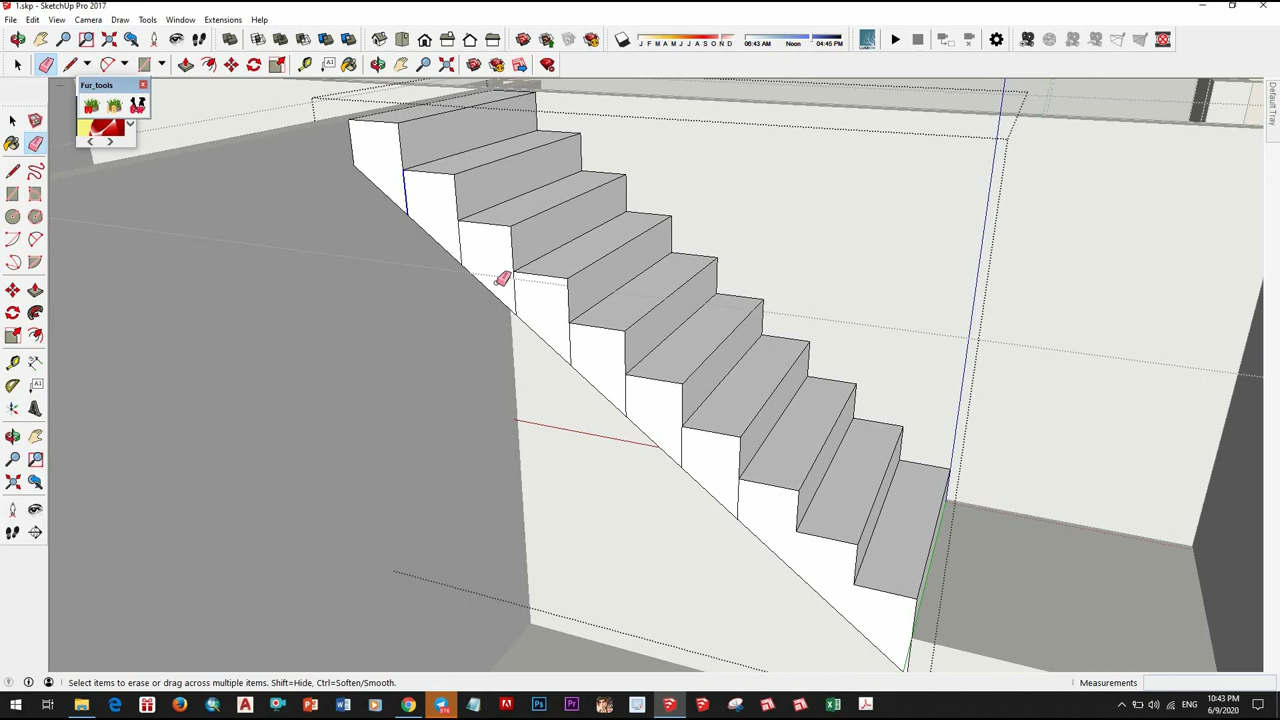 1.skp - SketchUp Pro 2017
File Edit View Camera Draw Tools Window Extensions Help
J F M A M J J A S O N D
06:43 AM Noon 04:45 PM
Fur_tools
Default Tray
Select items to erase or drag across multiple items. Shift=Hide, Ctrl=Soften/Smooth.
Measurements
ENG
10:43 PM
6/9/2020